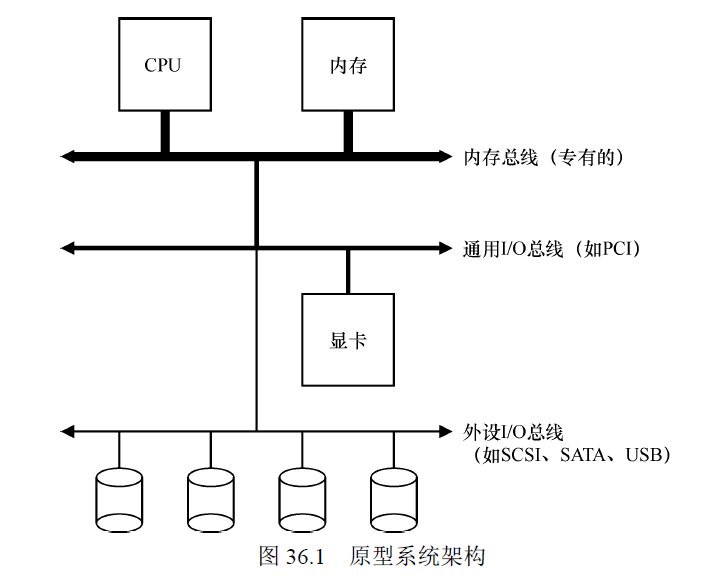 CPU
内存
内存总线（专有的）
通用I/O总线（如PCI）
显卡
外设I/O总线
（如SCSI、SATA、USB）
图 36.1 原型系统架构